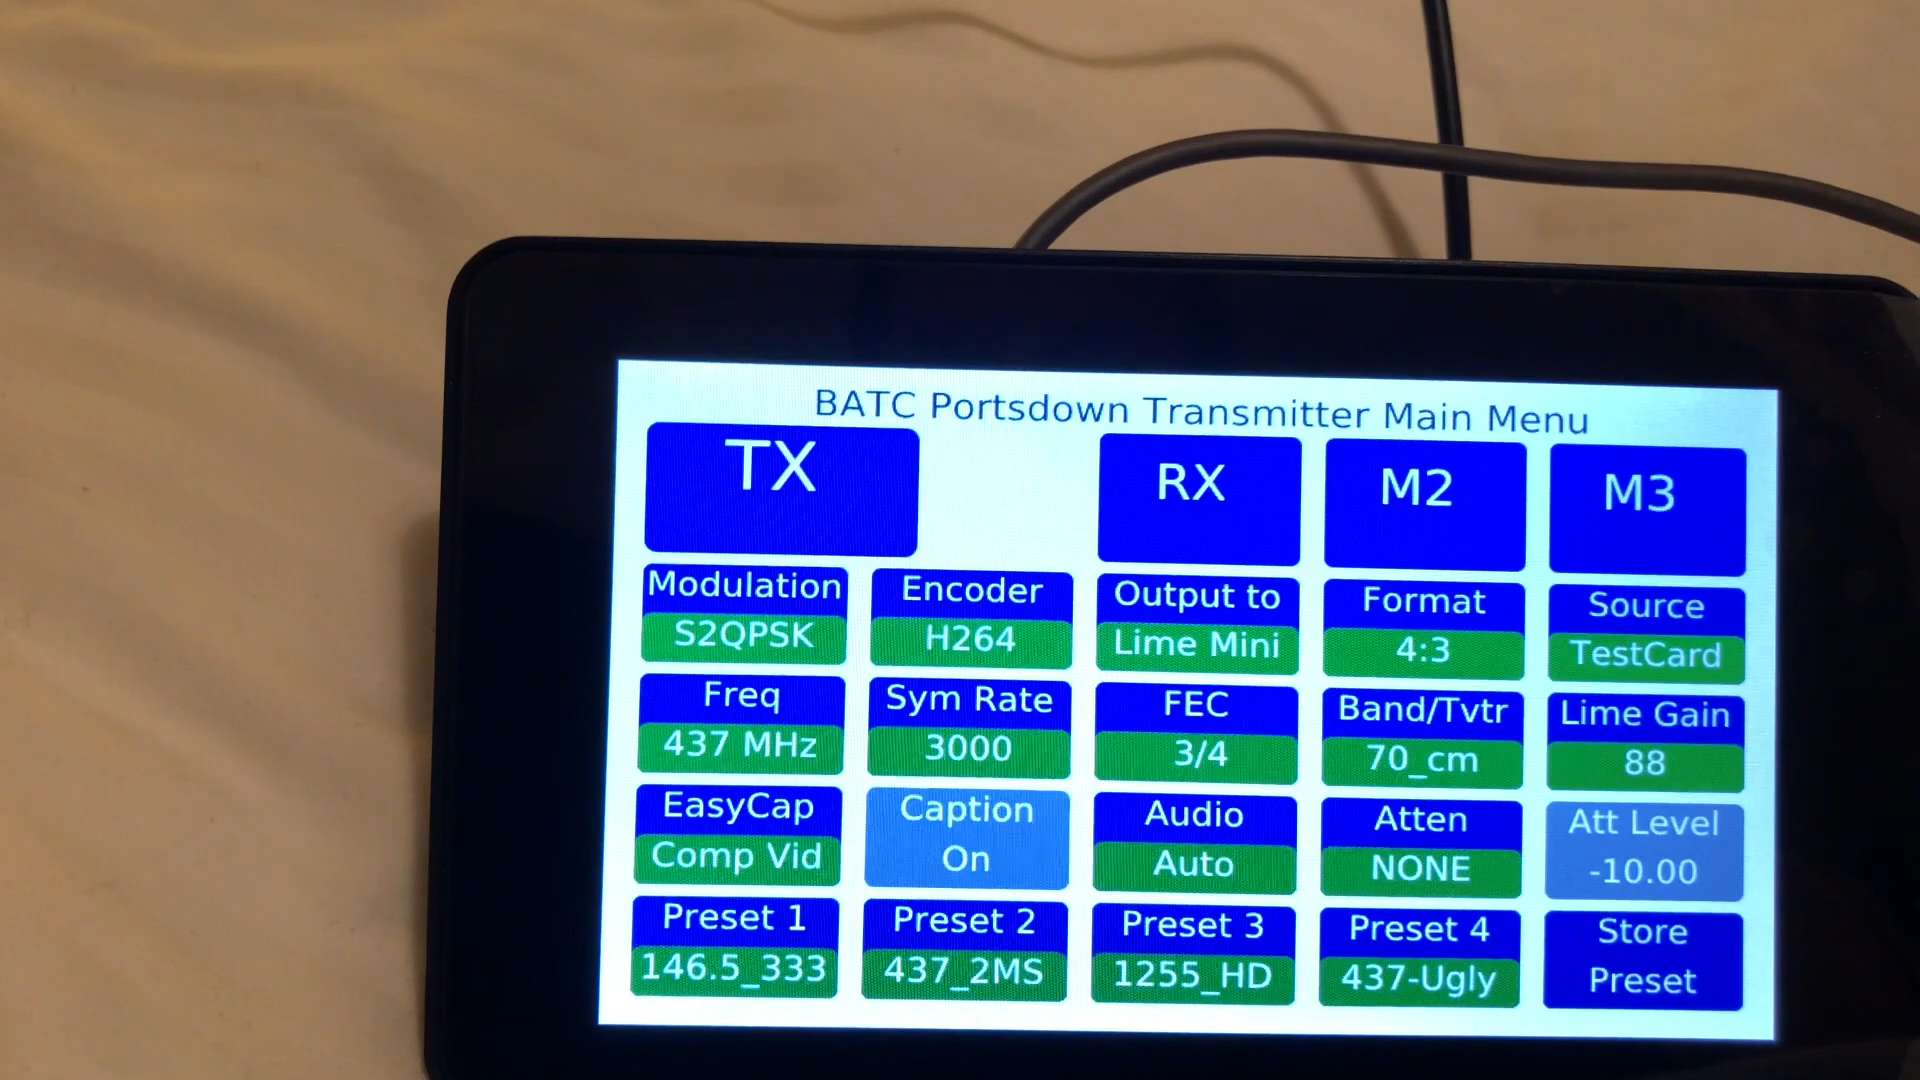 BATC Portsdown Transmitter Main Menu
TX RX M2 M3
Modulation Encoder Output to Format Source
S2QPSK H264 Lime Mini 4:3 TestCard
Freq Sym Rate FEC Band/Tvtr Lime Gain
437 MHz 3000 3/4 70_cm 88
EasyCap Caption Audio Atten Att Level
Comp Vid On Auto NONE -10.00
Preset 1 Preset 2 Preset 3 Preset 4 Store
146.5_333 437_2MS 1255_HD 437-Ugly Preset